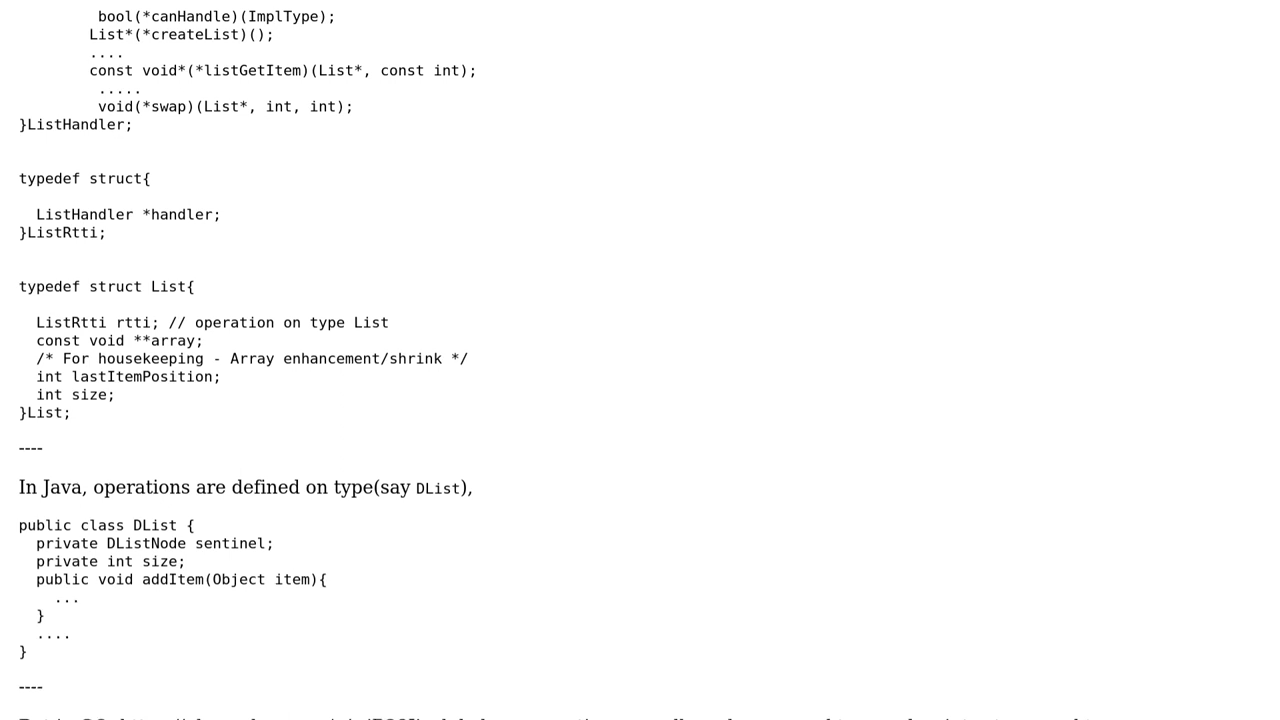 bool(*canHandle)(ImplType);
List*(*createList)();
....
const void*(*listGetItem)(List*, const int);
.....
void(*swap)(List*, int, int);
}ListHandler;
typedef struct{
ListHandler *handler;
}ListRtti;
typedef struct List{
ListRtti rtti; // operation on type List
const void **array;
/* For housekeeping - Array enhancement/shrink */
int lastItemPosition;
int size;
}List;
----
In Java, operations are defined on type(say DList),
public class DList {
private DListNode sentinel;
private int size;
public void addItem(Object item){
...
}
....
}
----